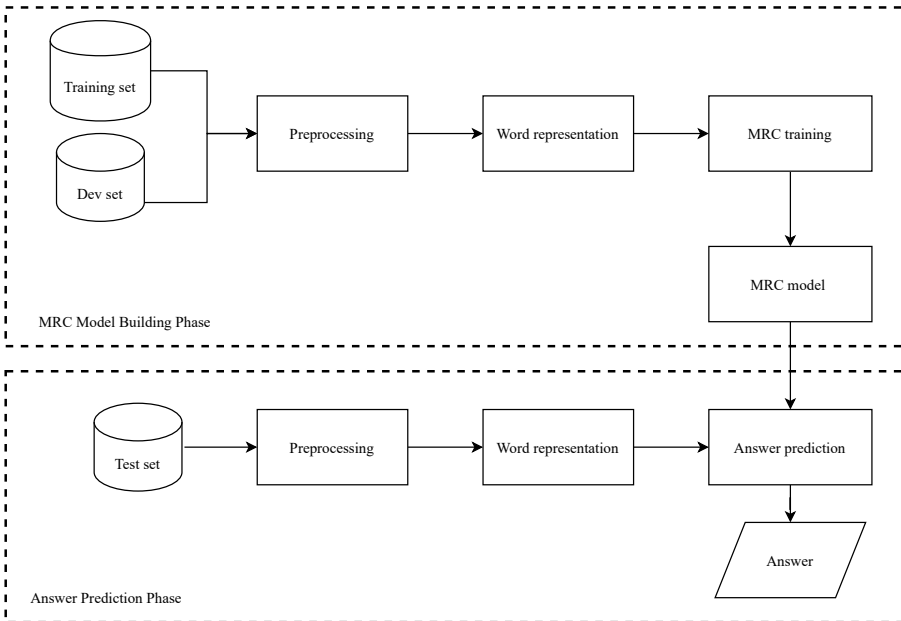 Training set
Dev set
Preprocessing
Word representation
MRC training
MRC model
MRC Model Building Phase
Test set
Preprocessing
Word representation
Answer prediction
Answer
Answer Prediction Phase